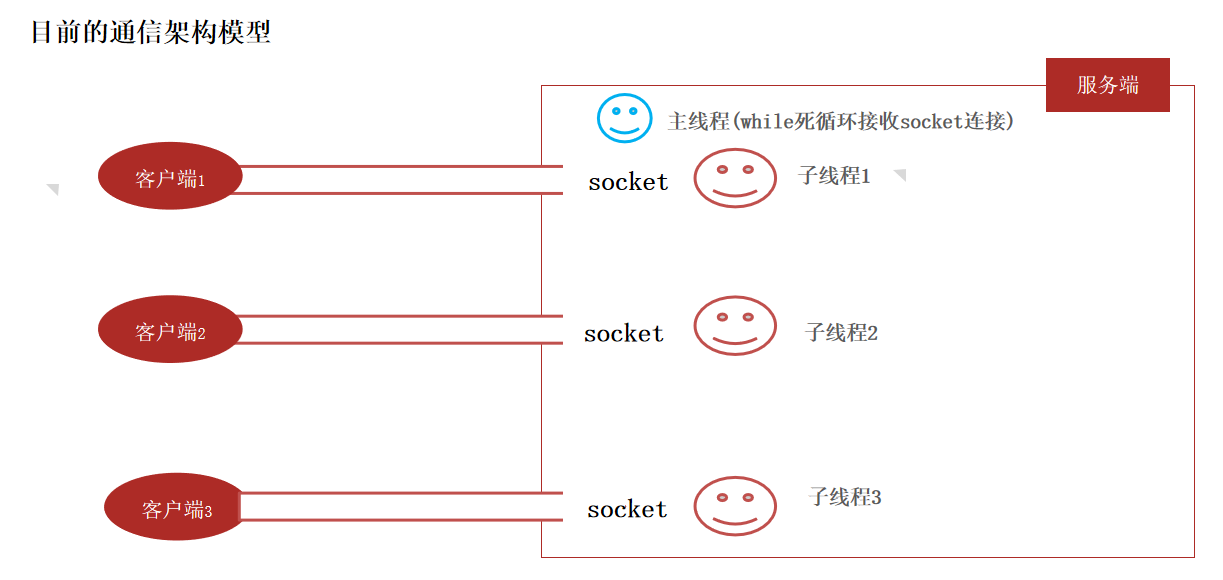 目前的通信架构模型
服务端
主线程(while死循环接收socket连接)
客户端1
socket
子线程1
客户端2
socket
子线程2
客户端3
socket
子线程3